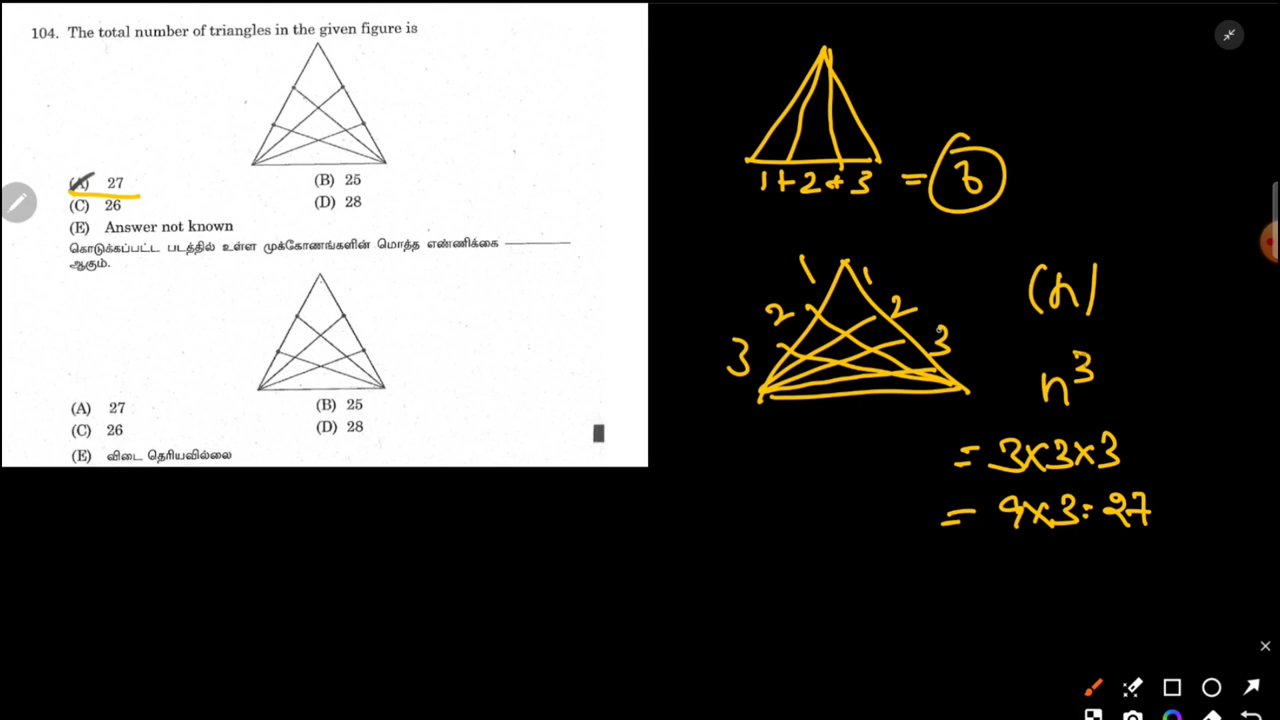 104. The total number of triangles in the given figure is
(A) 27
(B) 25
(C) 26
(D) 28
(E) Answer not known
கொடுக்கப்பட்ட படத்தில் உள்ள முக்கோணங்களின் மொத்த எண்ணிக்கை ————
ஆகும்.
(A) 27
(B) 25
(C) 26
(D) 28
(E) விடை தெரியவில்லை
1+2+3 = 6
1 1
2 2
3 3
(n)
n³
= 3x3x3
= 9x3=27